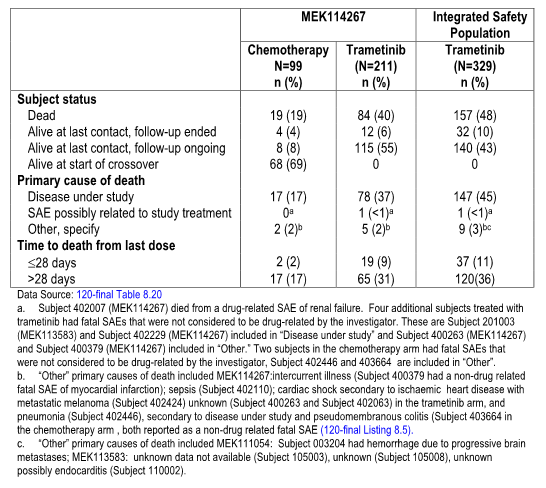 MEK114267 Integrated Safety
Population
Chemotherapy Trametinib Trametinib
N=99 (N=211) (N=329)
n (%) n (%) n (%)
Subject status
Dead 19 (19) 84 (40) 157 (48)
Alive at last contact, follow-up ended 4 (4) 12 (6) 32 (10)
Alive at last contact, follow-up ongoing 8 (8) 115 (55) 140 (43)
Alive at start of crossover 68 (69) 0 0
Primary cause of death
Disease under study 17 (17) 78 (37) 147 (45)
SAE possibly related to study treatment 0a 1 (<1)a 1 (<1)a
Other, specify 2 (2)b 5 (2)b 9 (3)bc
Time to death from last dose
≤28 days 2 (2) 19 (9) 37 (11)
>28 days 17 (17) 65 (31) 120(36)
Data Source: 120-final Table 8.20
a. Subject 402007 (MEK114267) died from a drug-related SAE of renal failure. Four additional subjects treated with
trametinib had fatal SAEs that were not considered to be drug-related by the investigator. These are Subject 201003
(MEK113583) and Subject 402229 (MEK114267) included in “Disease under study” and Subject 400263 (MEK114267)
and Subject 400379 (MEK114267) included in “Other.” Two subjects in the chemotherapy arm had fatal SAEs that
were not considered to be drug-related by the investigator, Subject 402446 and 403664 are included in “Other”.
b. “Other” primary causes of death included MEK114267:intercurrent illness (Subject 400379 had a non-drug related
fatal SAE of myocardial infarction); sepsis (Subject 402110); cardiac shock secondary to ischaemic heart disease with
metastatic melanoma (Subject 402424) unknown (Subject 400263 and Subject 402063) in the trametinib arm, and
pneumonia (Subject 402446), secondary to disease under study and pseudomembranous colitis (Subject 403664 in
the chemotherapy arm , both reported as a non-drug related fatal SAE (120-final Listing 8.5).
c. “Other” primary causes of death included MEK111054: Subject 003204 had hemorrhage due to progressive brain
metastases; MEK113583: unknown data not available (Subject 105003), unknown (Subject 105008), unknown
possibly endocarditis (Subject 110002).